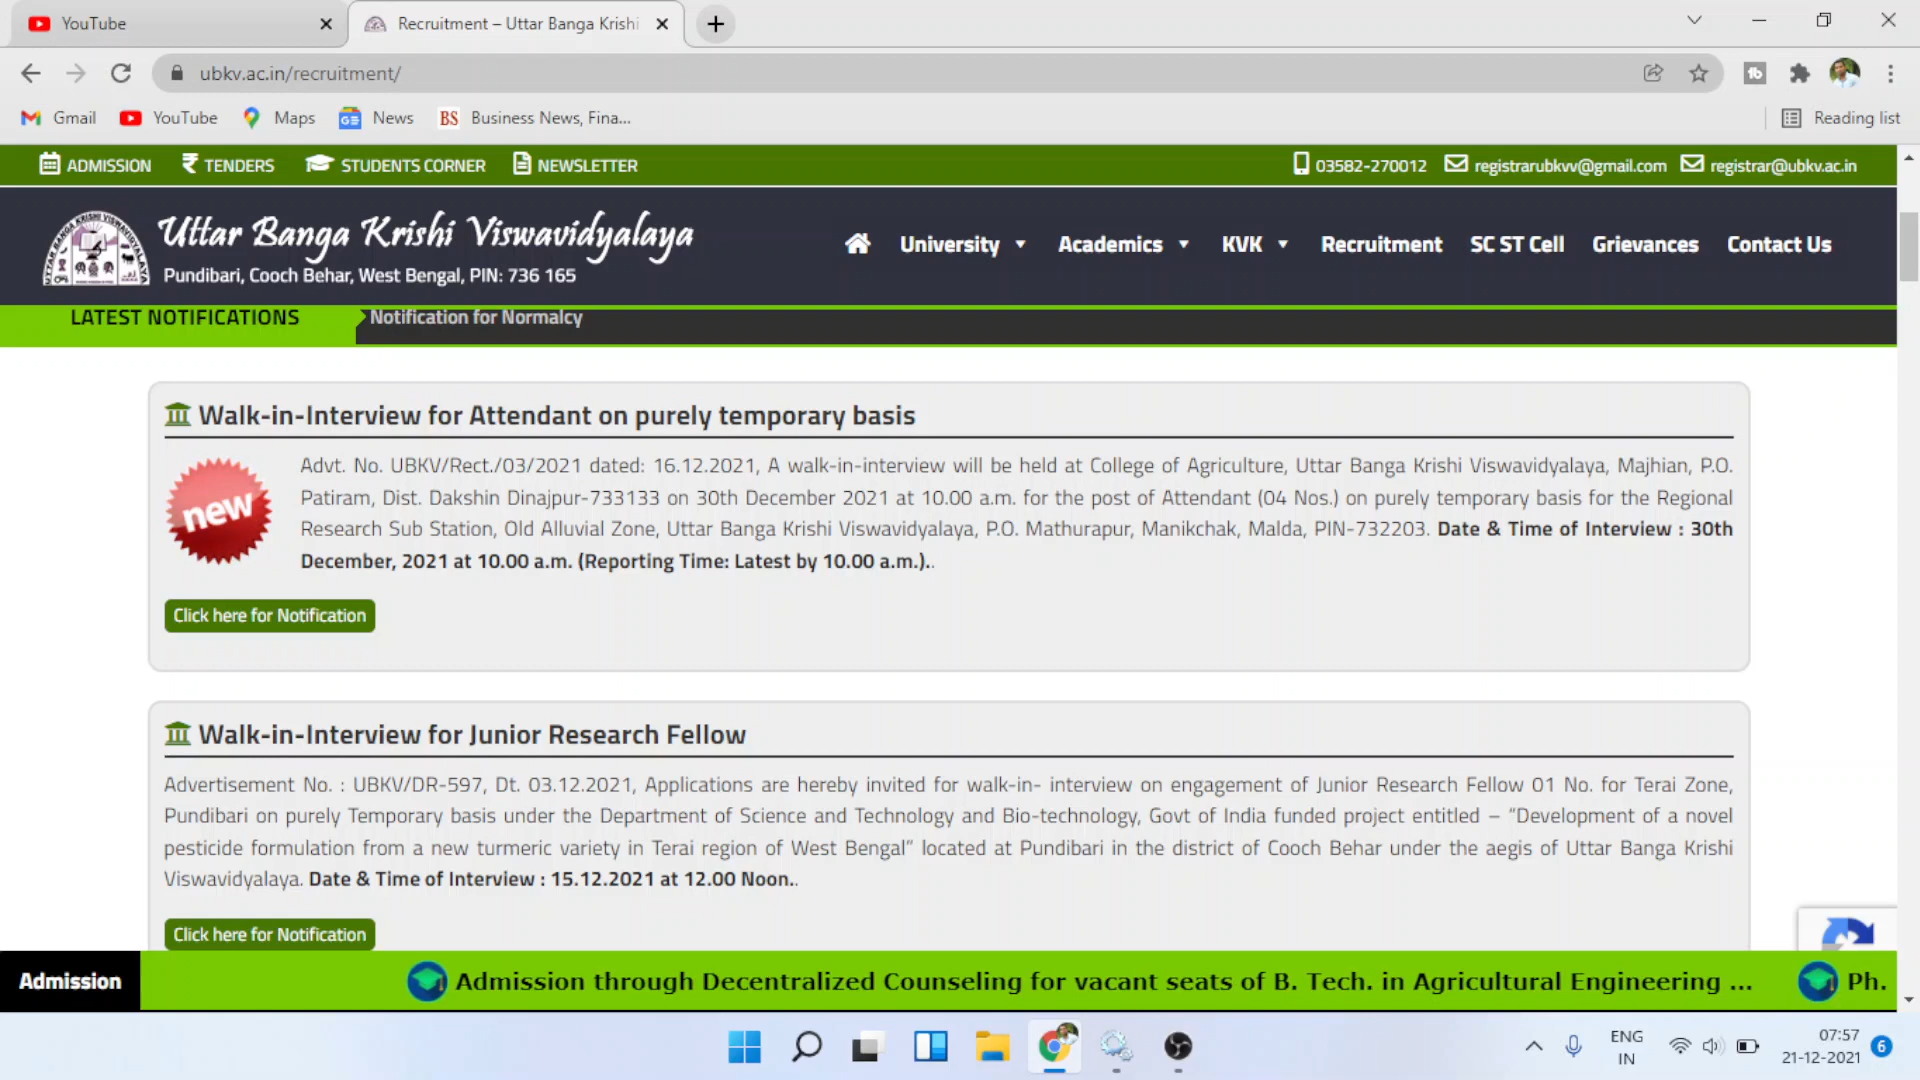 YouTube
Recruitment – Uttar Banga Krishi
ubkv.ac.in/recruitment/
Gmail YouTube Maps News BS Business News, Fina... Reading list
ADMISSION TENDERS STUDENTS CORNER NEWSLETTER 03582-270012 registrarubkvv@gmail.com registrar@ubkv.ac.in
Uttar Banga Krishi Viswavidyalaya
Pundibari, Cooch Behar, West Bengal, PIN: 736 165
University Academics KVK Recruitment SC ST Cell Grievances Contact Us
LATEST NOTIFICATIONS Notification for Normalcy
Walk-in-Interview for Attendant on purely temporary basis
new
Advt. No. UBKV/Rect./03/2021 dated: 16.12.2021, A walk-in-interview will be held at College of Agriculture, Uttar Banga Krishi Viswavidyalaya, Majhian, P.O.
Patiram, Dist. Dakshin Dinajpur-733133 on 30th December 2021 at 10.00 a.m. for the post of Attendant (04 Nos.) on purely temporary basis for the Regional
Research Sub Station, Old Alluvial Zone, Uttar Banga Krishi Viswavidyalaya, P.O. Mathurapur, Manikchak, Malda, PIN-732203. Date & Time of Interview : 30th
December, 2021 at 10.00 a.m. (Reporting Time: Latest by 10.00 a.m.)..
Click here for Notification
Walk-in-Interview for Junior Research Fellow
Advertisement No. : UBKV/DR-597, Dt. 03.12.2021, Applications are hereby invited for walk-in- interview on engagement of Junior Research Fellow 01 No. for Terai Zone,
Pundibari on purely Temporary basis under the Department of Science and Technology and Bio-technology, Govt of India funded project entitled – “Development of a novel
pesticide formulation from a new turmeric variety in Terai region of West Bengal” located at Pundibari in the district of Cooch Behar under the aegis of Uttar Banga Krishi
Viswavidyalaya. Date & Time of Interview : 15.12.2021 at 12.00 Noon..
Click here for Notification
Admission Admission through Decentralized Counseling for vacant seats of B. Tech. in Agricultural Engineering ... Ph.
ENG
IN
07:57
21-12-2021
6